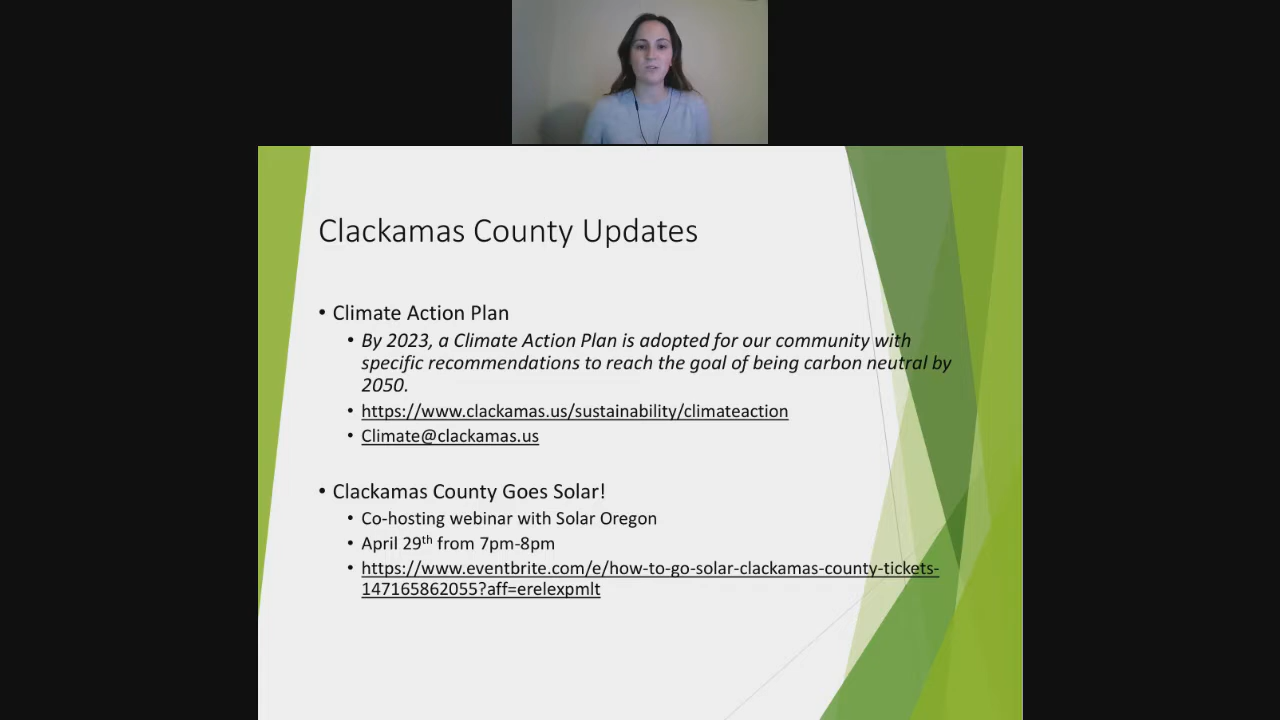 Clackamas County Updates
• Climate Action Plan
• By 2023, a Climate Action Plan is adopted for our community with
specific recommendations to reach the goal of being carbon neutral by
2050.
• https://www.clackamas.us/sustainability/climateaction
• Climate@clackamas.us
• Clackamas County Goes Solar!
• Co-hosting webinar with Solar Oregon
• April 29th from 7pm-8pm
• https://www.eventbrite.com/e/how-to-go-solar-clackamas-county-tickets-
147165862055?aff=erelexpmlt